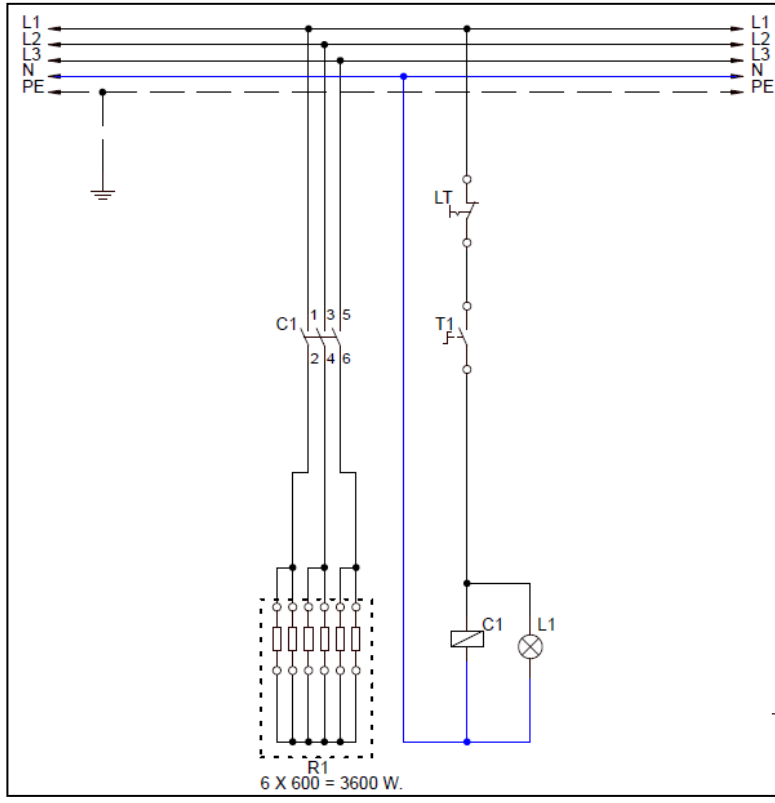 L1 L1
L2 L2
L3 L3
N N
PE PE
LT
1 3 5
C1 T1
2 4 6
C1 L1
R1
6 X 600 = 3600 W.